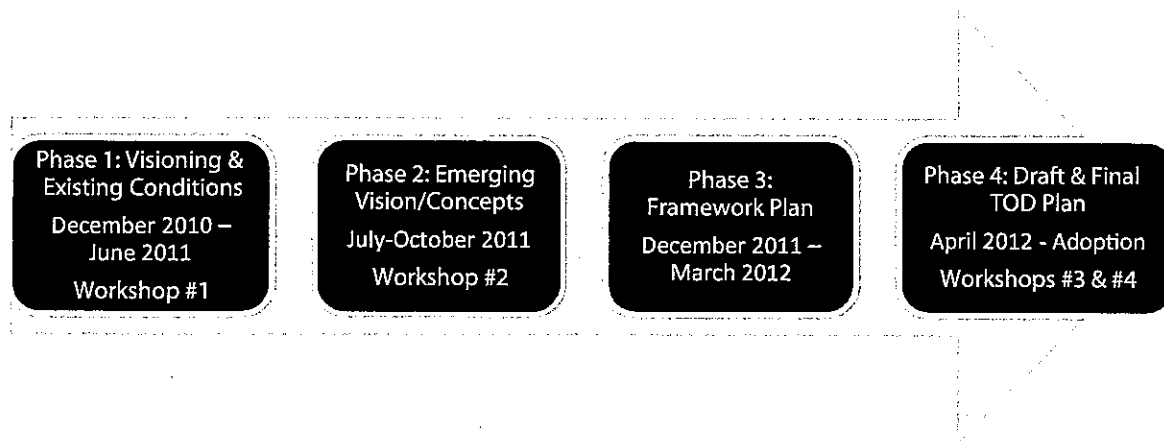 Phase 1: Visioning &
Existing Conditions
December 2010 –
June 2011
Workshop #1
Phase 2: Emerging
Vision/Concepts
July-October 2011
Workshop #2
Phase 3:
Framework Plan
December 2011 –
March 2012
Phase 4: Draft & Final
TOD Plan
April 2012 - Adoption
Workshops #3 & #4